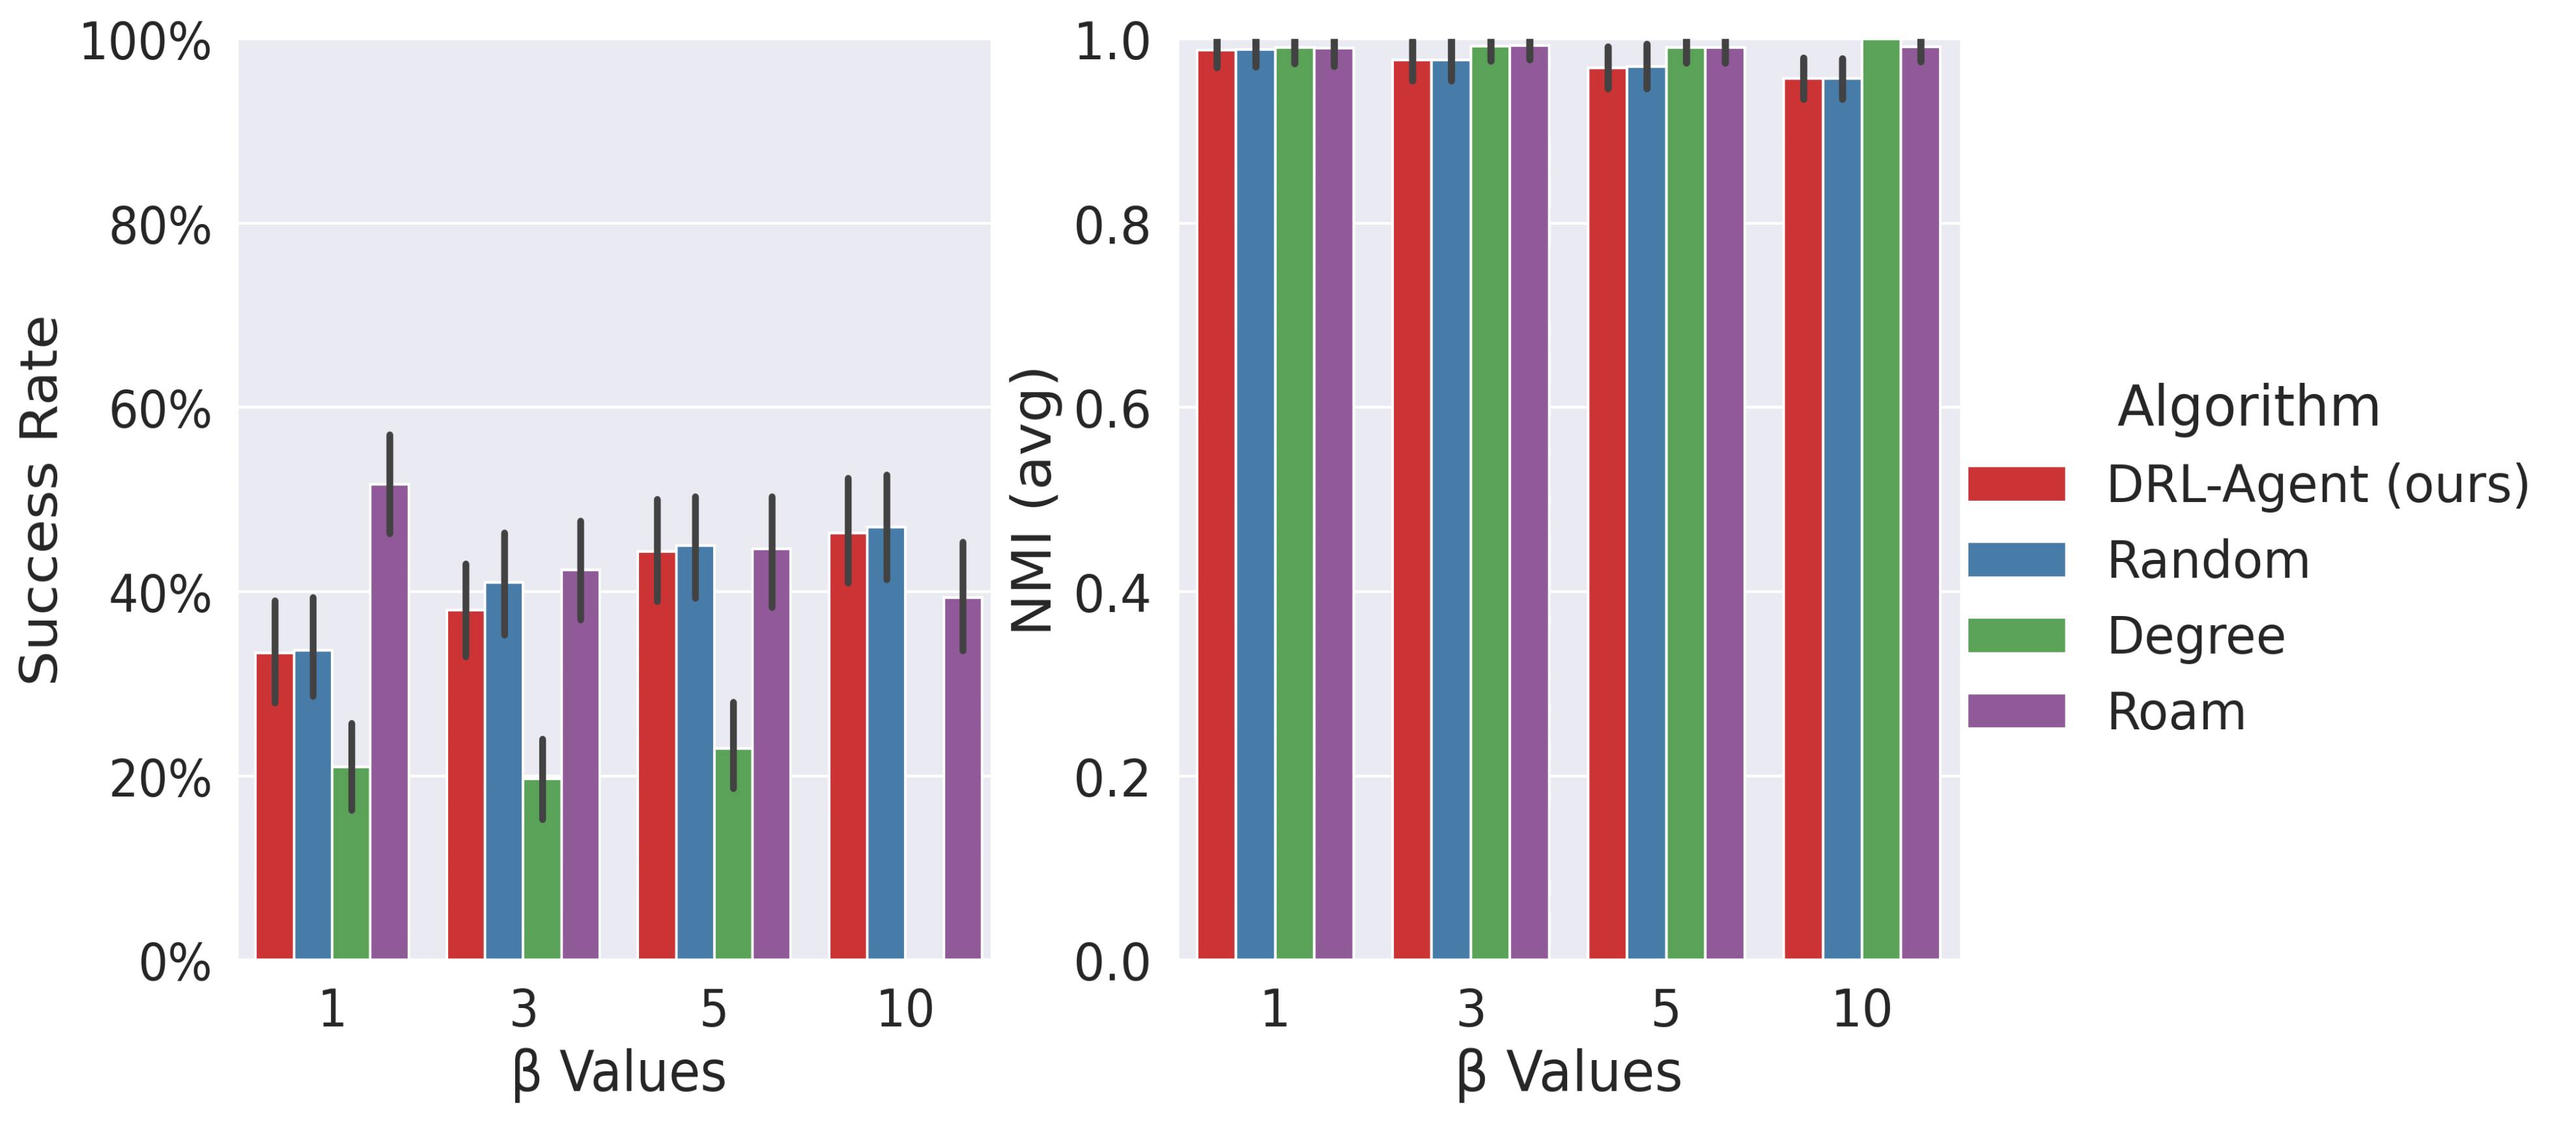 100%
80%
60%
40%
20%
0%
Success Rate
1 3 5 10
β Values
1.0
0.8
0.6
0.4
0.2
0.0
NMI (avg)
1 3 5 10
β Values
Algorithm
DRL-Agent (ours)
Random
Degree
Roam